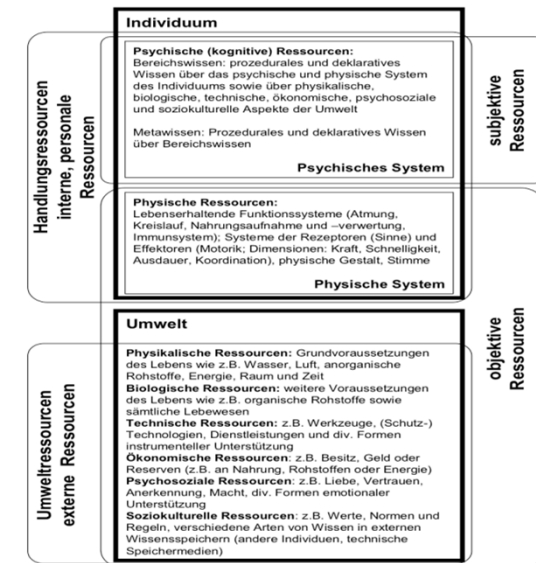 Individuum
Psychische (kognitive) Ressourcen:
Bereichswissen: prozedurales und deklaratives
Wissen über das psychische und physische System
des Individuums sowie über physikalische,
biologische, technische, ökonomische, psychosoziale
und soziokulturelle Aspekte der Umwelt
Metawissen: Prozedurales und deklaratives Wissen
über Bereichswissen
Psychisches System
Physische Ressourcen:
Lebenserhaltende Funktionssysteme (Atmung,
Kreislauf, Nahrungsaufnahme und –verwertung,
Immunsystem); Systeme der Rezeptoren (Sinne) und
Effektoren (Motorik; Dimensionen: Kraft, Schnelligkeit,
Ausdauer, Koordination), physische Gestalt, Stimme
Physische System
Handlungsressourcen
interne, personale
Ressourcen
subjektive
Ressourcen
Umwelt
Physikalische Ressourcen: Grundvoraussetzungen
des Lebens wie z.B. Wasser, Luft, anorganische
Rohstoffe, Energie, Raum und Zeit
Biologische Ressourcen: weitere Voraussetzungen
des Lebens wie z.B. organische Rohstoffe sowie
sämtliche Lebewesen
Technische Ressourcen: z.B. Werkzeuge, (Schutz-)
Technologien, Dienstleistungen und div. Formen
instrumenteller Unterstützung
Ökonomische Ressourcen: z.B. Besitz, Geld oder
Reserven (z.B. an Nahrung, Rohstoffen oder Energie)
Psychosoziale Ressourcen: z.B. Liebe, Vertrauen,
Anerkennung, Macht, div. Formen emotionaler
Unterstützung
Soziokulturelle Ressourcen: z.B. Werte, Normen und
Regeln, verschiedene Arten von Wissen in externen
Wissensspeichern (andere Individuen, technische
Speichermedien)
Umweltressourcen
externe Ressourcen
objektive
Ressourcen